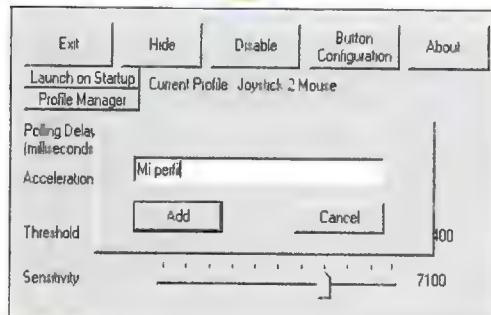 Exit Hide Disable Button Configuration About
Launch on Startup
Current Profile Joystick 2 Mouse
Profile Manager
Polling Delay
(milliseconds
Mi perfil
Acceleration
Add Cancel
Threshold 400
Sensitivity 7100